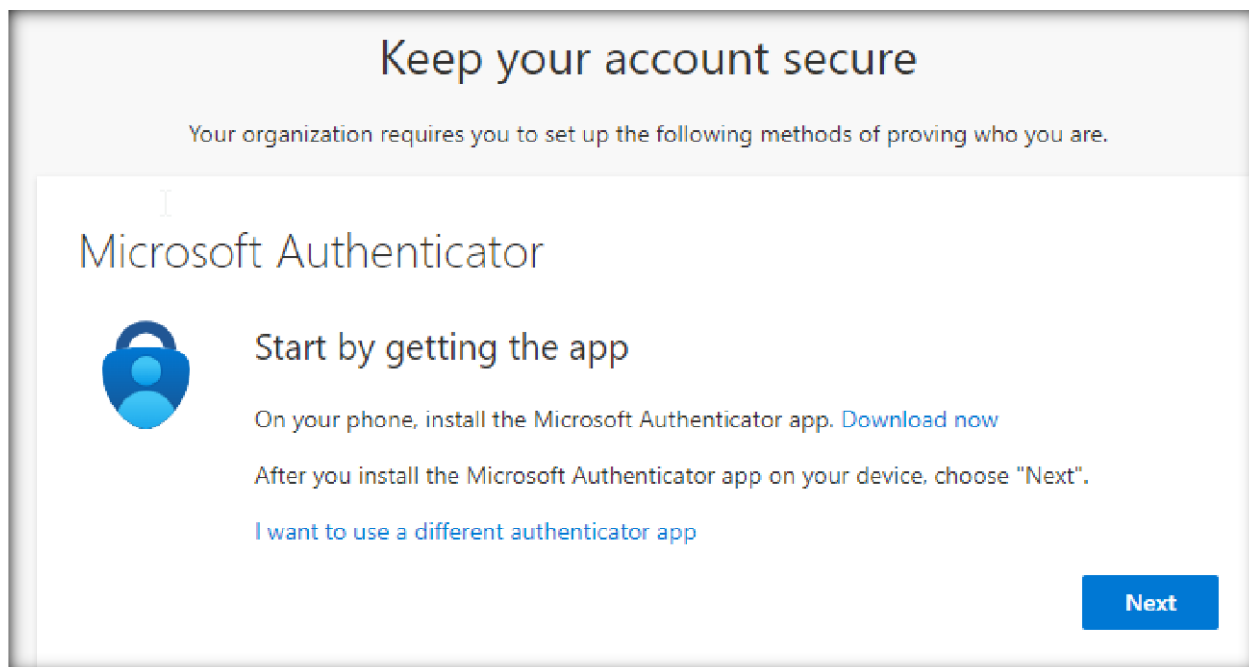 Keep your account secure
Your organization requires you to set up the following methods of proving who you are.
Microsoft Authenticator
Start by getting the app
On your phone, install the Microsoft Authenticator app. Download now
After you install the Microsoft Authenticator app on your device, choose "Next".
I want to use a different authenticator app
Next